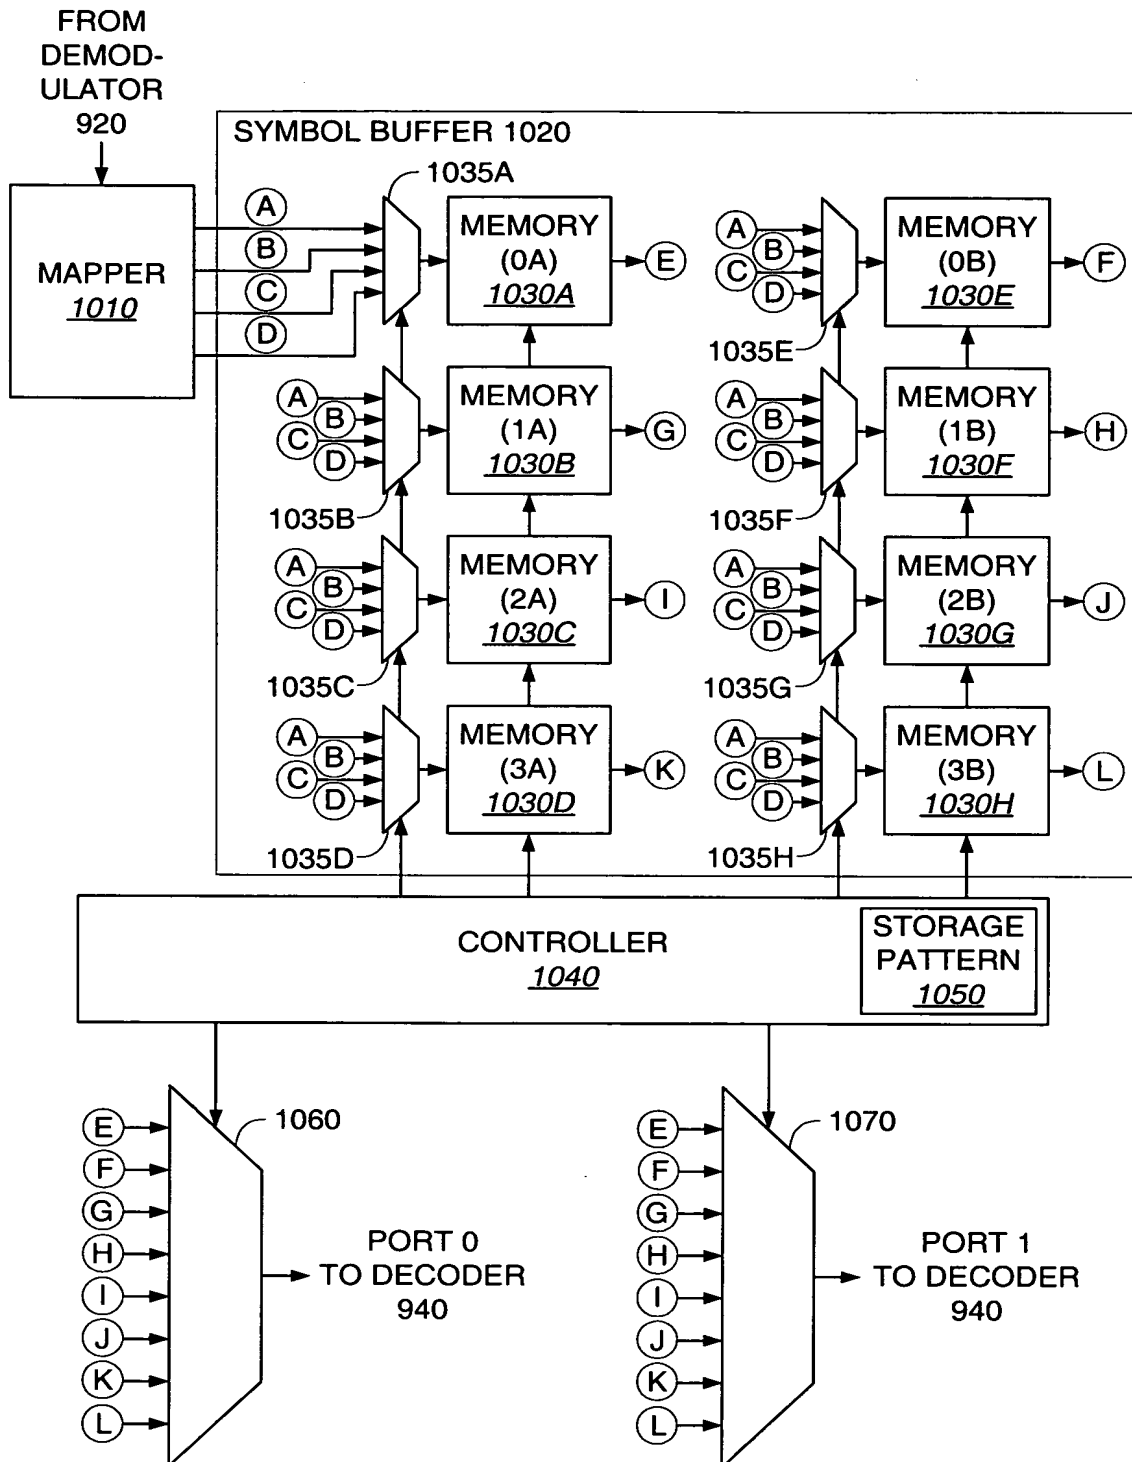 FROM
DEMOD-
ULATOR
920
SYMBOL BUFFER 1020
1035A
MAPPER
1010
A
B
C
D
MEMORY
(0A)
1030A
E
A
B
C
D
1035E
MEMORY
(0B)
1030E
F
A
B
C
D
1035B
MEMORY
(1A)
1030B
G
A
B
C
D
1035F
MEMORY
(1B)
1030F
H
A
B
C
D
1035C
MEMORY
(2A)
1030C
I
A
B
C
D
1035G
MEMORY
(2B)
1030G
J
A
B
C
D
1035D
MEMORY
(3A)
1030D
K
A
B
C
D
1035H
MEMORY
(3B)
1030H
L
CONTROLLER
1040
STORAGE
PATTERN
1050
1060
E
F
G
H
I
J
K
L
PORT 0
TO DECODER
940
1070
E
F
G
H
I
J
K
L
PORT 1
TO DECODER
940